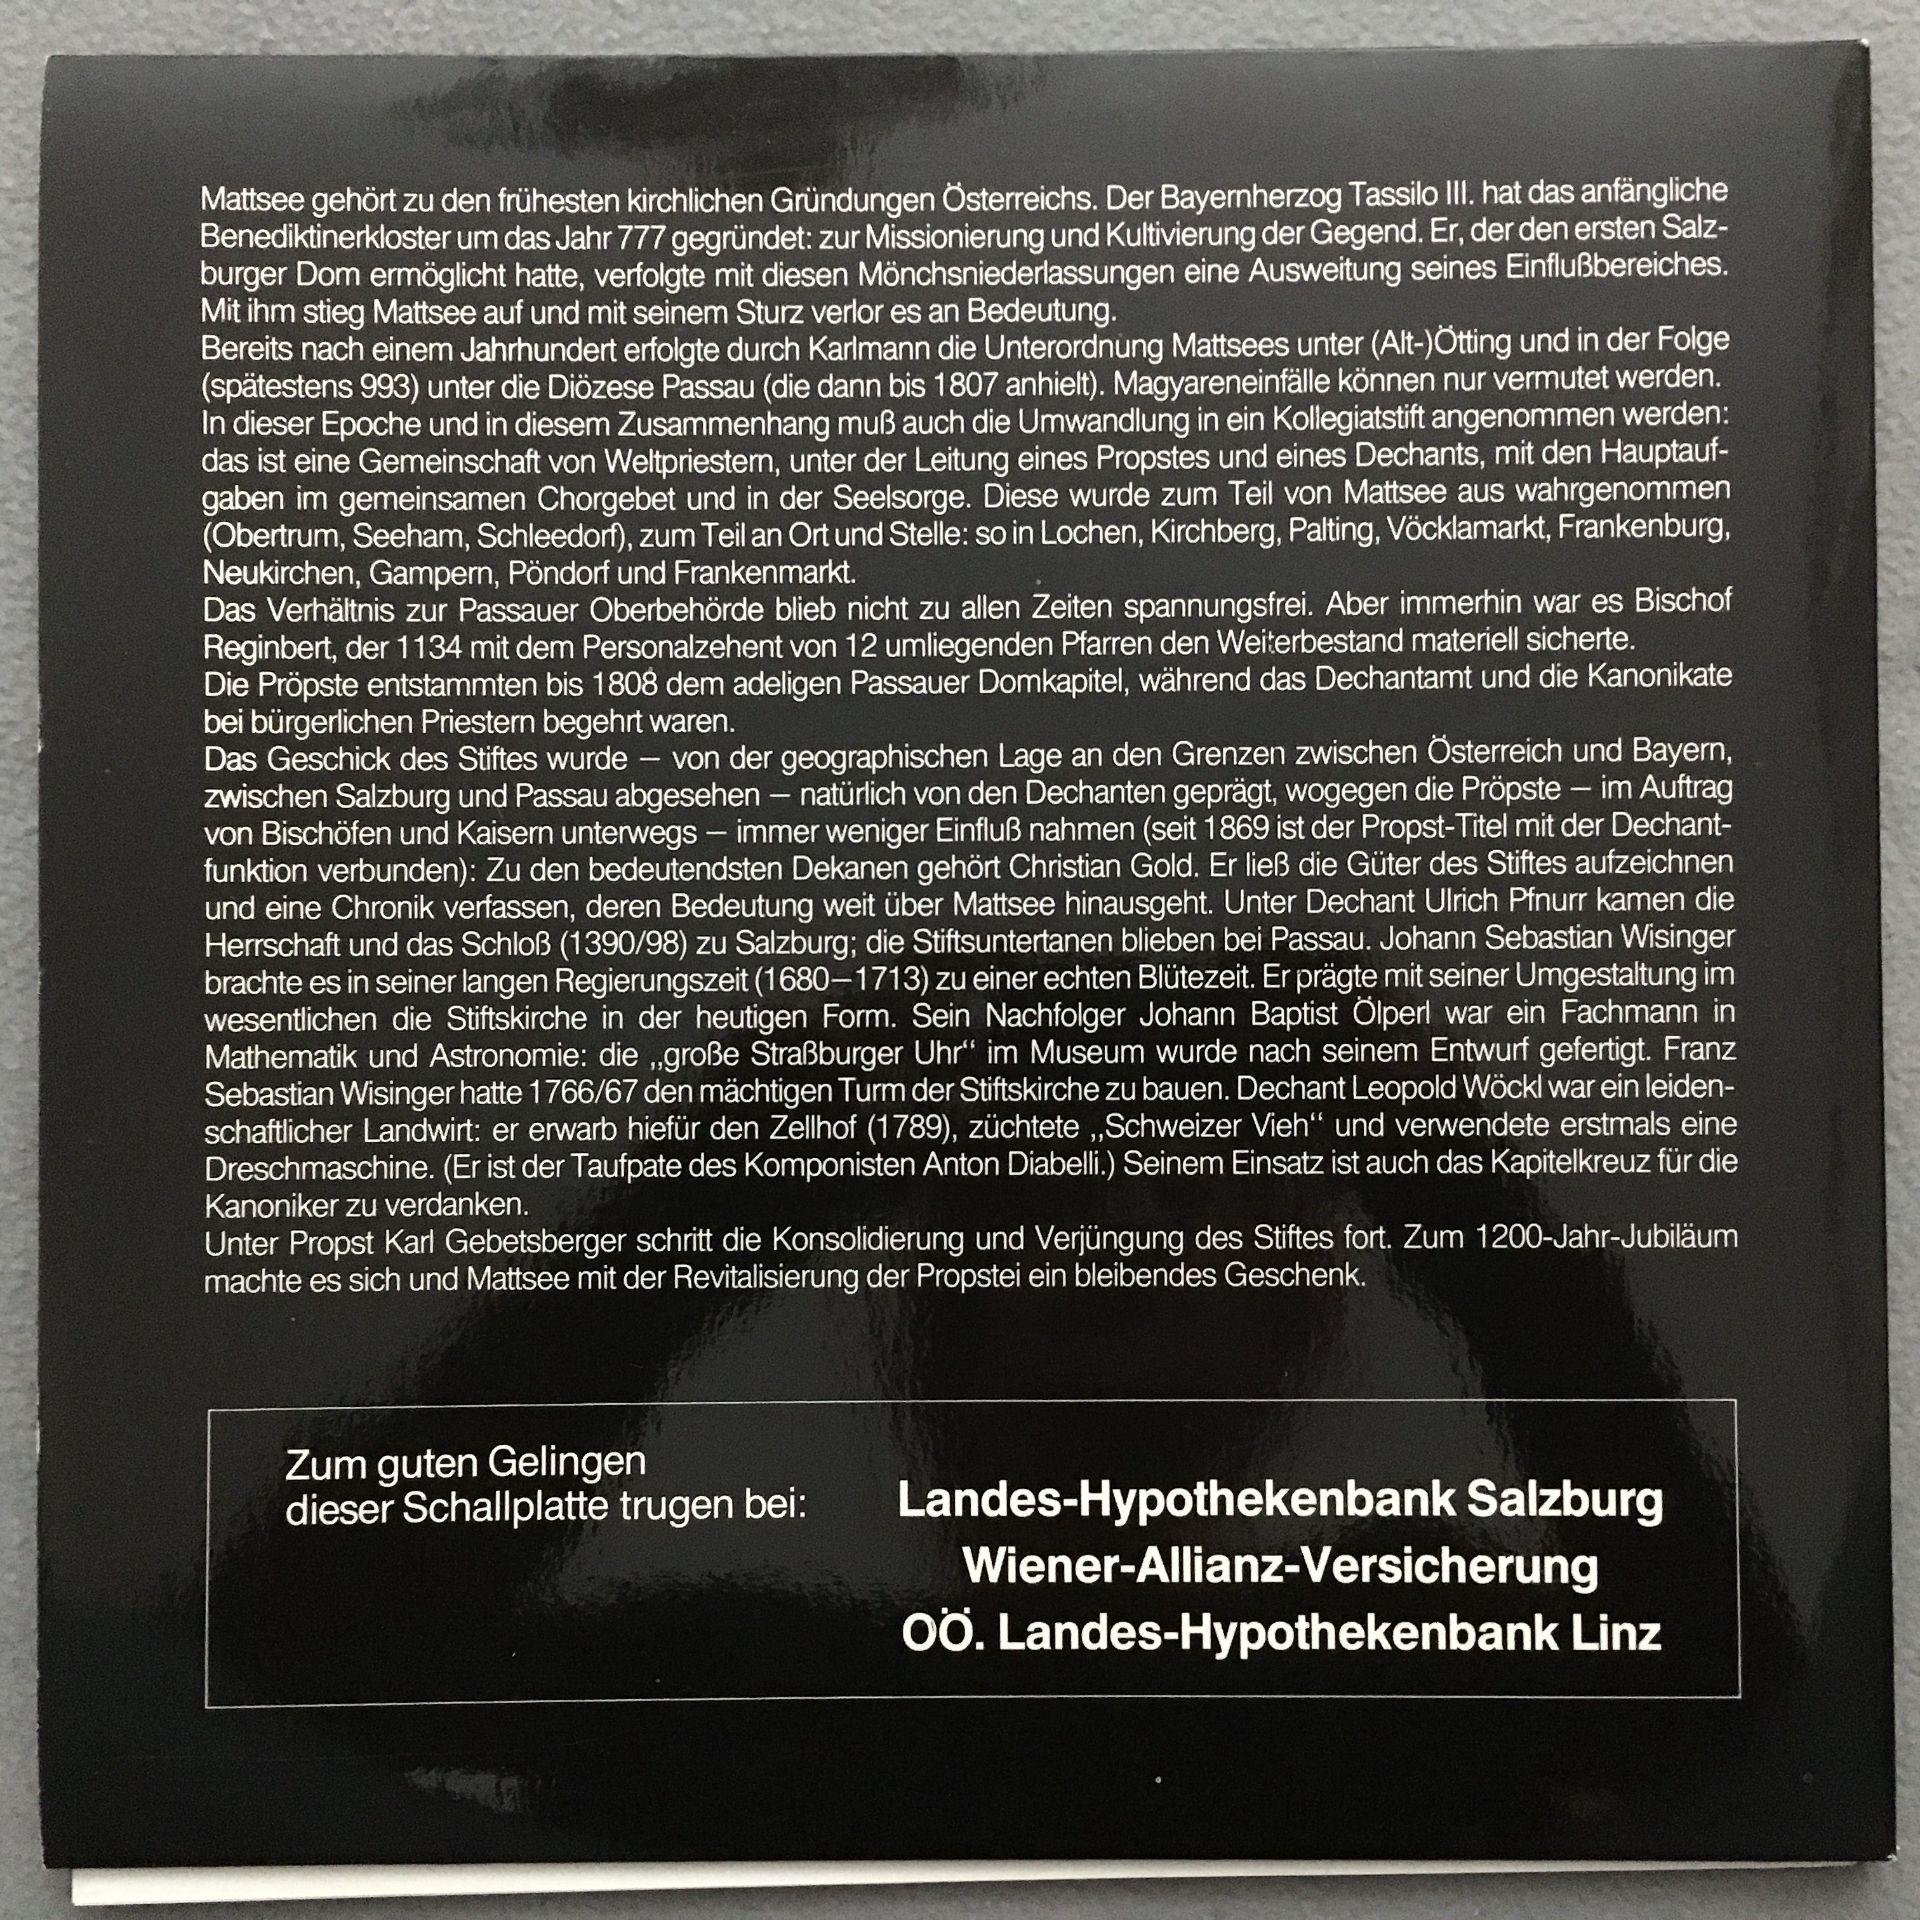 Mattsee gehört zu den frühesten kirchlichen Gründungen Österreichs. Der Bayernherzog Tassilo III. hat das anfängliche
Benediktinerkloster um das Jahr 777 gegründet: zur Missionierung und Kultivierung der Gegend. Er, der den ersten Salz-
burger Dom ermöglicht hatte, verfolgte mit diesen Mönchsniederlassungen eine Ausweitung seines Einflußbereiches.
Mit ihm stieg Mattsee auf und mit seinem Sturz verlor es an Bedeutung.
Bereits nach einem Jahrhundert erfolgte durch Karlmann die Unterordnung Mattsees unter (Alt-)Ötting und in der Folge
(spätestens 993) unter die Diözese Passau (die dann bis 1807 anhielt). Magyareneinfälle können nur vermutet werden.
In dieser Epoche und in diesem Zusammenhang muß auch die Umwandlung in ein Kollegiatstift angenommen werden:
das ist eine Gemeinschaft von Weltpriestern, unter der Leitung eines Propstes und eines Dechants, mit den Hauptauf-
gaben im gemeinsamen Chorgebet und in der Seelsorge. Diese wurde zum Teil von Mattsee aus wahrgenommen
(Obertrum, Seeham, Schleedorf), zum Teil an Ort und Stelle: so in Lochen, Kirchberg, Palting, Vöcklamarkt, Frankenburg,
Neukirchen, Gampern, Pöndorf und Frankenmarkt.
Das Verhältnis zur Passauer Oberbehörde blieb nicht zu allen Zeiten spannungsfrei. Aber immerhin war es Bischof
Reginbert, der 1134 mit dem Personalzehent von 12 umliegenden Pfarren den Weiterbestand materiell sicherte.
Die Pröpste entstammten bis 1808 dem adeligen Passauer Domkapitel, während das Dechantamt und die Kanonikate
bei bürgerlichen Priestern begehrt waren.
Das Geschick des Stiftes wurde – von der geographischen Lage an den Grenzen zwischen Österreich und Bayern,
zwischen Salzburg und Passau abgesehen – natürlich von den Dechanten geprägt, wogegen die Pröpste – im Auftrag
von Bischöfen und Kaisern unterwegs – immer weniger Einfluß nahmen (seit 1869 ist der Propst-Titel mit der Dechant-
funktion verbunden): Zu den bedeutendsten Dekanen gehört Christian Gold. Er ließ die Güter des Stiftes aufzeichnen
und eine Chronik verfassen, deren Bedeutung weit über Mattsee hinausgeht. Unter Dechant Ulrich Pfnurr kamen die
Herrschaft und das Schloß (1390/98) zu Salzburg; die Stiftsuntertanen blieben bei Passau. Johann Sebastian Wisinger
brachte es in seiner langen Regierungszeit (1680–1713) zu einer echten Blütezeit. Er prägte mit seiner Umgestaltung im
wesentlichen die Stiftskirche in der heutigen Form. Sein Nachfolger Johann Baptist Ölperl war ein Fachmann in
Mathematik und Astronomie: die „große Straßburger Uhr“ im Museum wurde nach seinem Entwurf gefertigt. Franz
Sebastian Wisinger hatte 1766/67 den mächtigen Turm der Stiftskirche zu bauen. Dechant Leopold Wöckl war ein leiden-
schaftlicher Landwirt: er erwarb hiefür den Zellhof (1789), züchtete „Schweizer Vieh“ und verwendete erstmals eine
Dreschmaschine. (Er ist der Taufpate des Komponisten Anton Diabelli.) Seinem Einsatz ist auch das Kapitelkreuz für die
Kanoniker zu verdanken.
Unter Propst Karl Gebetsberger schritt die Konsolidierung und Verjüngung des Stiftes fort. Zum 1200-Jahr-Jubiläum
machte es sich und Mattsee mit der Revitalisierung der Propstei ein bleibendes Geschenk.
Zum guten Gelingen
dieser Schallplatte trugen bei:
Landes-Hypothekenbank Salzburg
Wiener-Allianz-Versicherung
OÖ. Landes-Hypothekenbank Linz